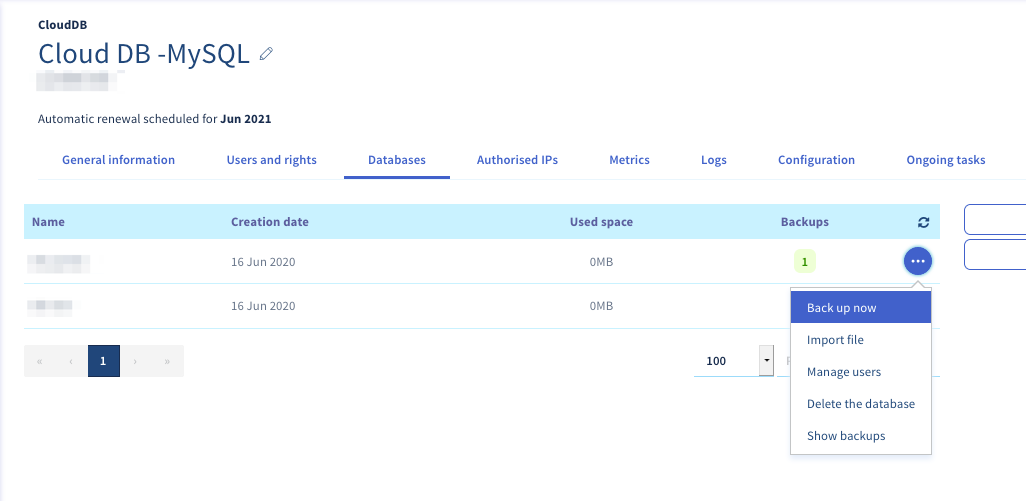 CloudDB
Cloud DB -MySQL
Automatic renewal scheduled for Jun 2021
General information Users and rights Databases Authorised IPs Metrics Logs Configuration Ongoing tasks
Name Creation date Used space Backups
16 Jun 2020 0MB 1
16 Jun 2020 0MB
Back up now
Import file
Manage users
Delete the database
Show backups
« ‹ 1 › » 100